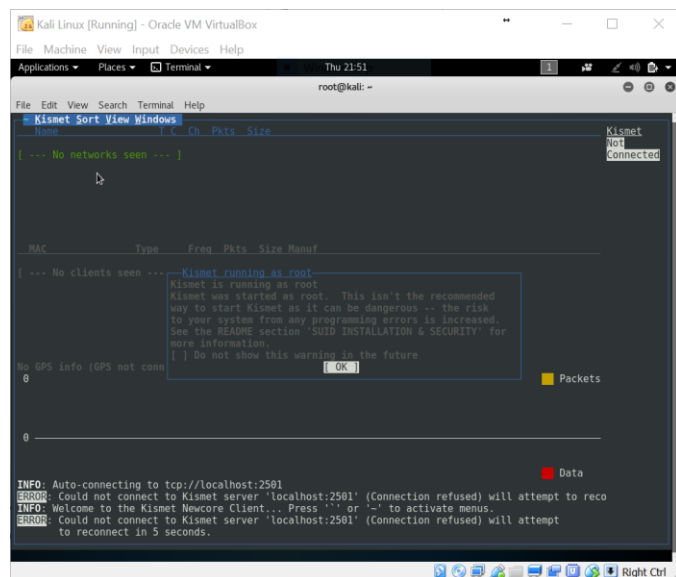 Kali Linux [Running] - Oracle VM VirtualBox
File Machine View Input Devices Help
Applications Places Terminal Thu 21:51 1
root@kali: ~
File Edit View Search Terminal Help
~ Kismet Sort View Windows
Name T C Ch Pkts Size
Kismet
Not
Connected
[ --- No networks seen --- ]
MAC Type Freq Pkts Size Manuf
[ --- No clients seen ---
Kismet running as root
Kismet is running as root
Kismet was started as root. This isn't the recommended
way to start Kismet as it can be dangerous -- the risk
to your system from any programming errors is increased.
See the README section 'SUID INSTALLATION & SECURITY' for
more information.
[ ] Do not show this warning in the future
[ OK ]
No GPS info (GPS not conn
0
Packets
0
Data
INFO: Auto-connecting to tcp://localhost:2501
ERROR: Could not connect to Kismet server 'localhost:2501' (Connection refused) will attempt to reco
INFO: Welcome to the Kismet Newcore Client... Press '`' or '~' to activate menus.
ERROR: Could not connect to Kismet server 'localhost:2501' (Connection refused) will attempt
to reconnect in 5 seconds.
Right Ctrl